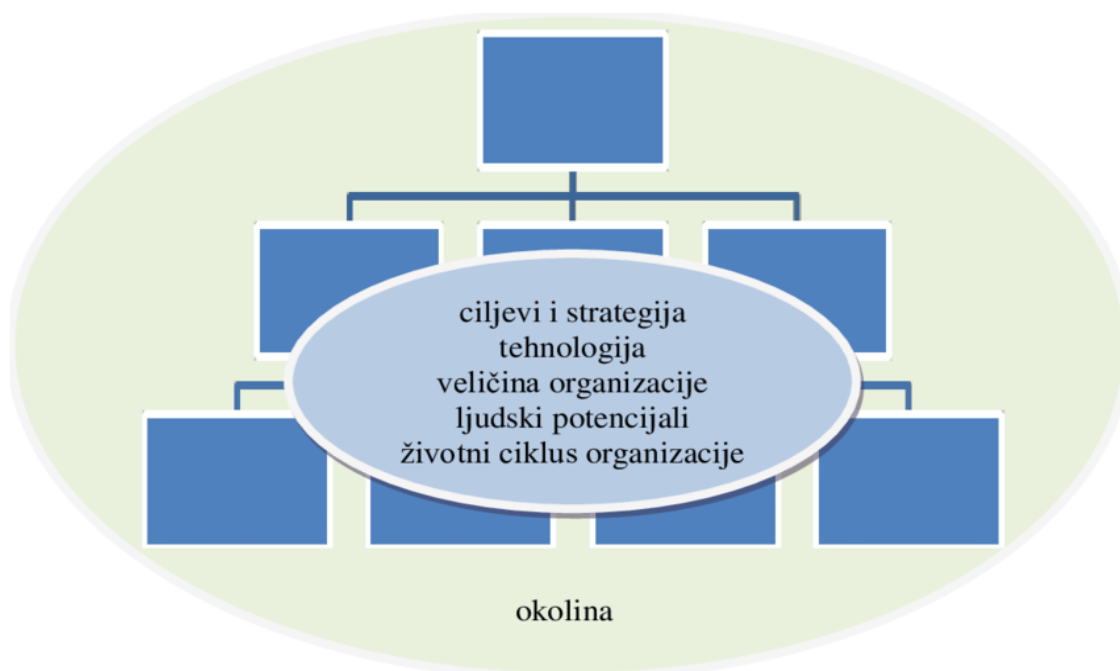 ciljevi i strategija
tehnologija
veličina organizacije
ljudski potencijali
životni ciklus organizacije
okolina